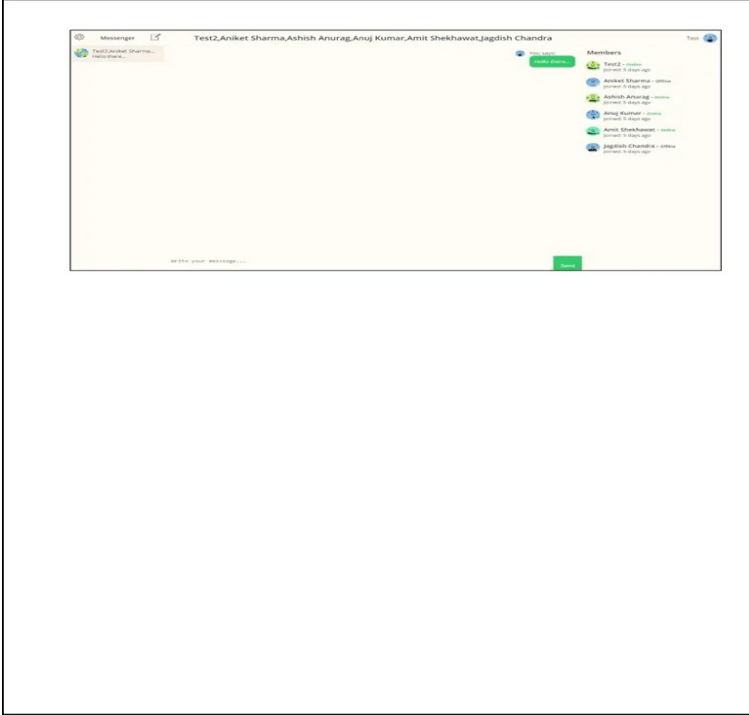 Messenger
Test2,Aniket Sharma,Ashish Anurag,Anuj Kumar,Amit Shekhawat,Jagdish Chandra
Test
Test2,Aniket Sharma...
Hello there...
You says:
Hello there...
Members
Test2 - online
Joined: 5 days ago
Aniket Sharma - offline
Joined: 5 days ago
Ashish Anurag - online
Joined: 5 days ago
Anuj Kumar - online
Joined: 5 days ago
Amit Shekhawat - online
Joined: 5 days ago
Jagdish Chandra - offline
Joined: 5 days ago
Write your message...
Send